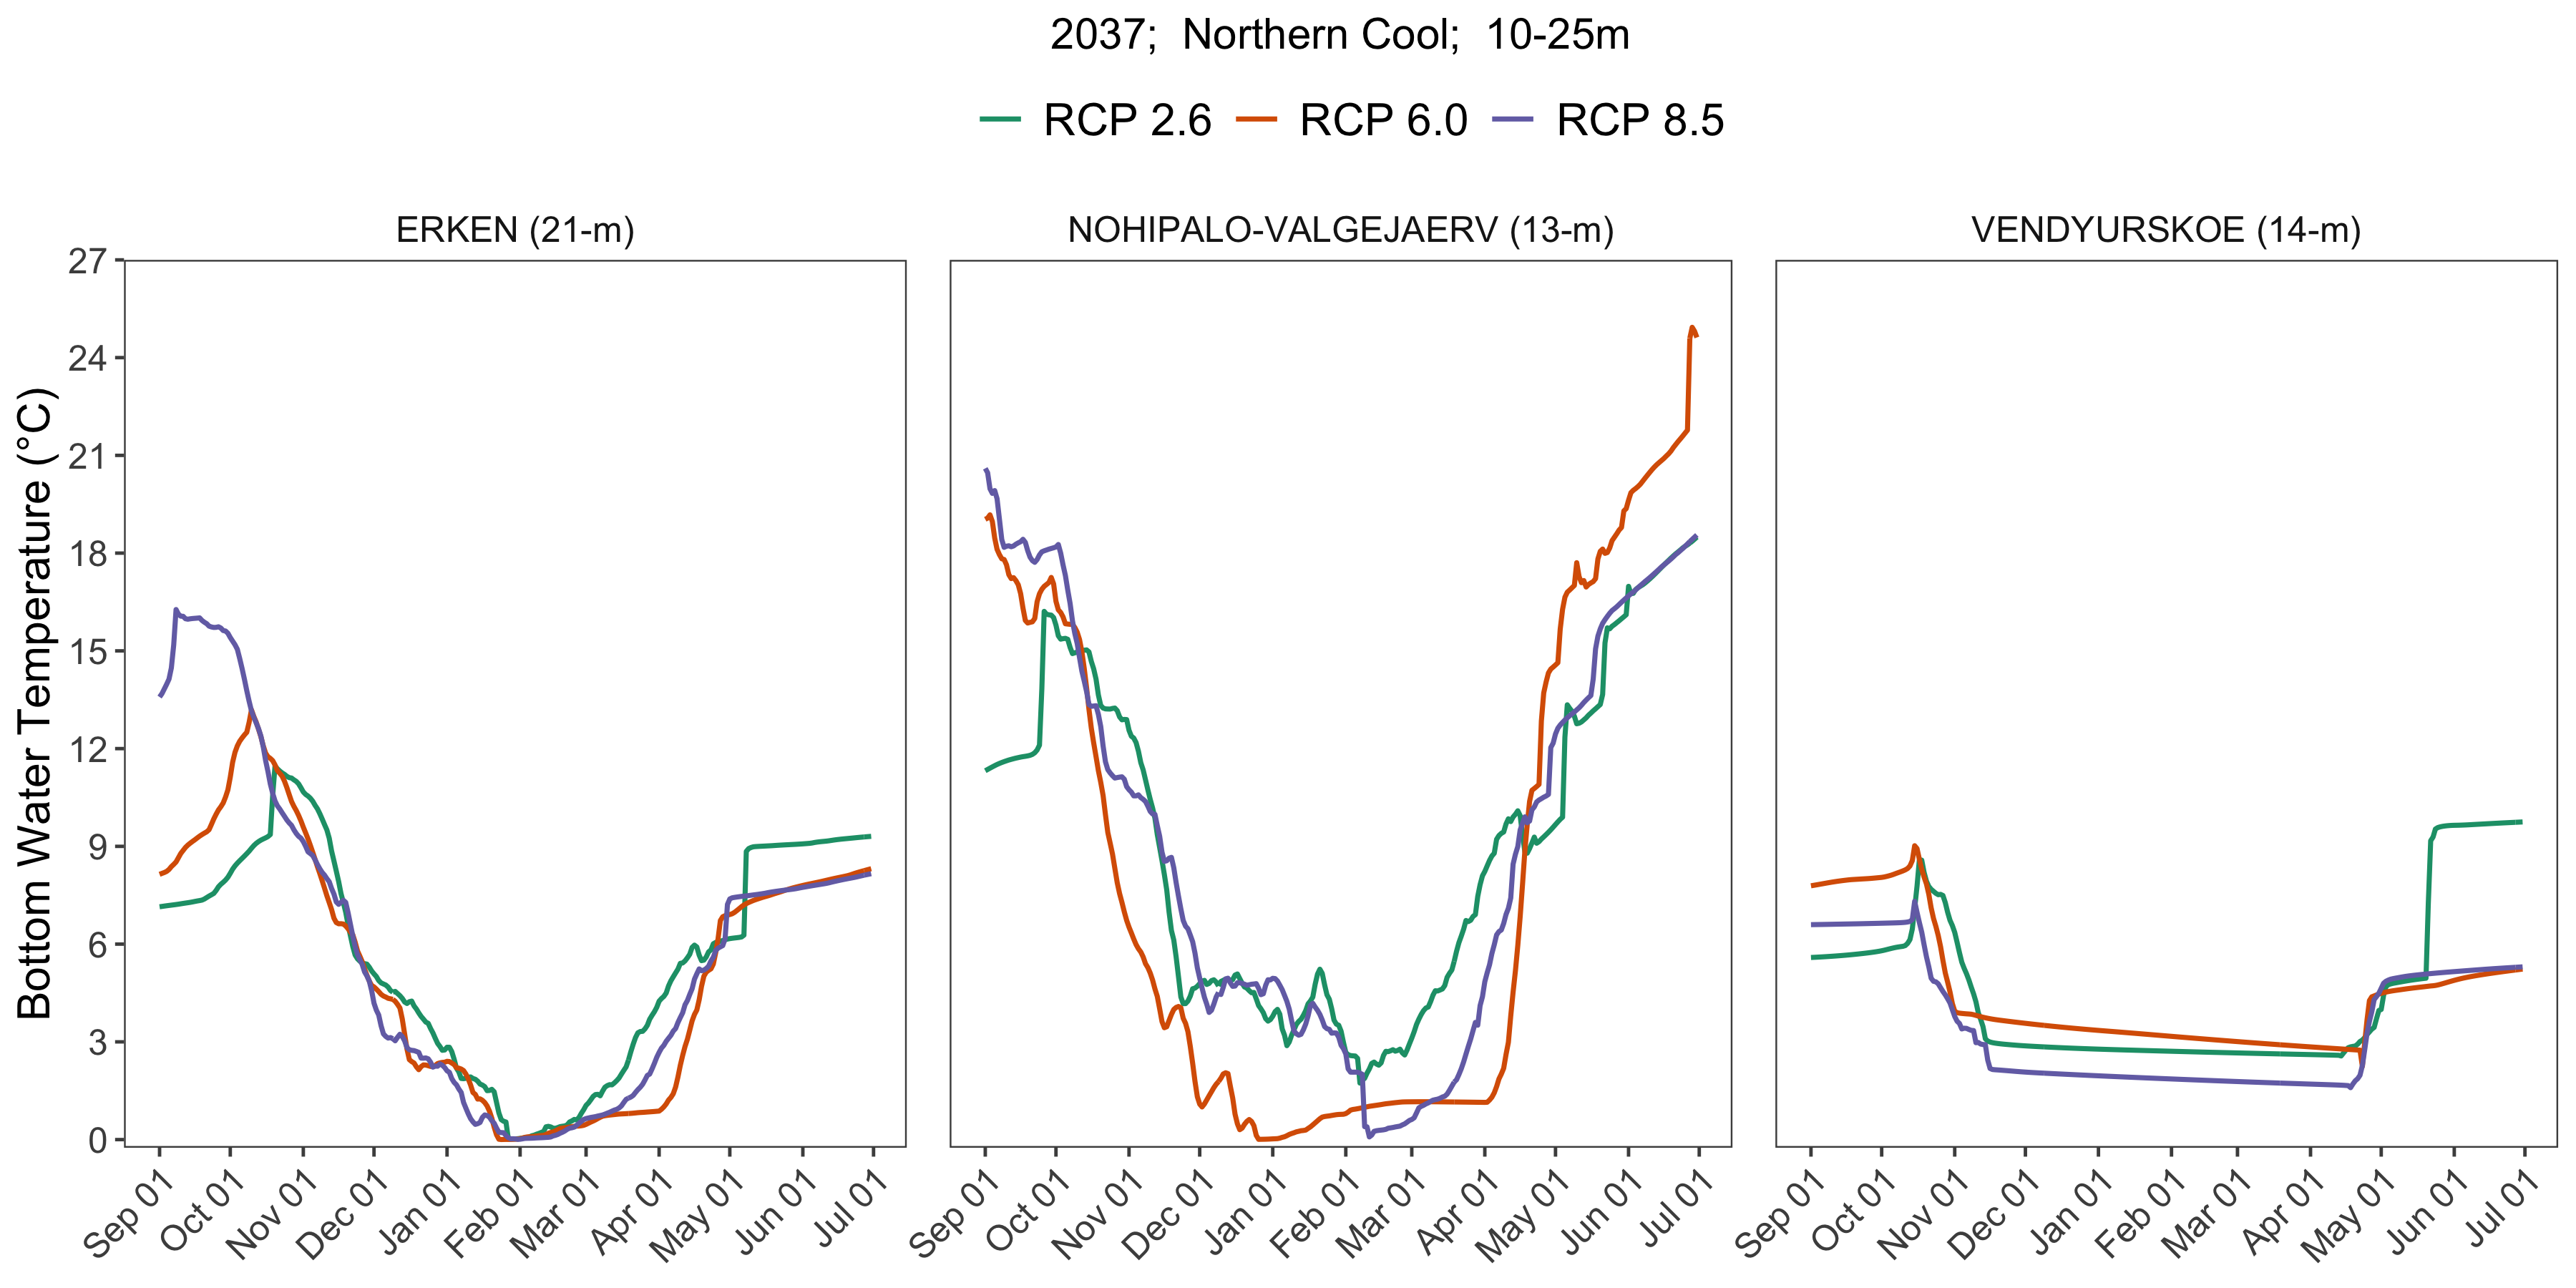 2037;  Northern Cool;  10-25m
RCP 2.6 RCP 6.0 RCP 8.5
ERKEN (21-m) NOHIPALO-VALGEJAERV (13-m) VENDYURSKOE (14-m)
Bottom Water Temperature (°C)
27
24
21
18
15
12
9
6
3
0
Sep 01 Oct 01 Nov 01 Dec 01 Jan 01 Feb 01 Mar 01 Apr 01 May 01 Jun 01 Jul 01 Sep 01 Oct 01 Nov 01 Dec 01 Jan 01 Feb 01 Mar 01 Apr 01 May 01 Jun 01 Jul 01 Sep 01 Oct 01 Nov 01 Dec 01 Jan 01 Feb 01 Mar 01 Apr 01 May 01 Jun 01 Jul 01